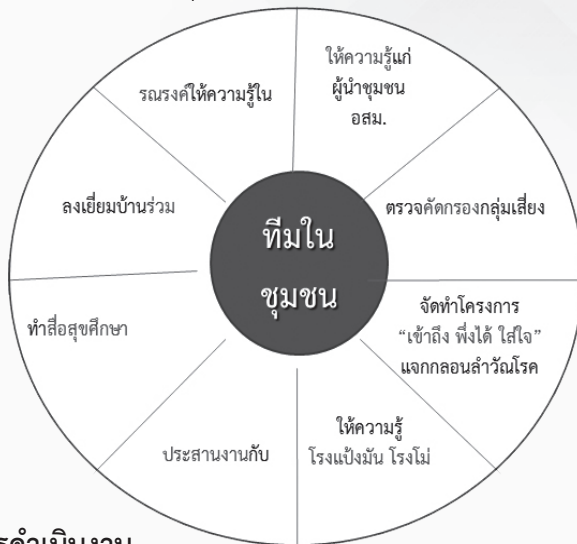 ให้ความรู้แก่
ผู้นำชุมชน
อสม.
รณรงค์ให้ความรู้ใน
ตรวจคัดกรองกลุ่มเสี่ยง
ลงเยี่ยมบ้านร่วม
ทีมใน
ชุมชน
จัดทำโครงการ
“เข้าถึง พึ่งได้ ใส่ใจ”
แจกกลอนลำวัณโรค
ทำสื่อสุขศึกษา
ให้ความรู้
โรงแป้งมัน โรงโม่
ประสานงานกับ